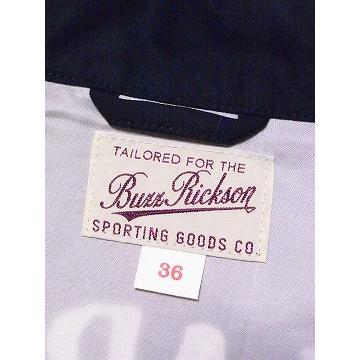 TAILORED FOR THE
Buzz Rickson
SPORTING GOODS CO.
36